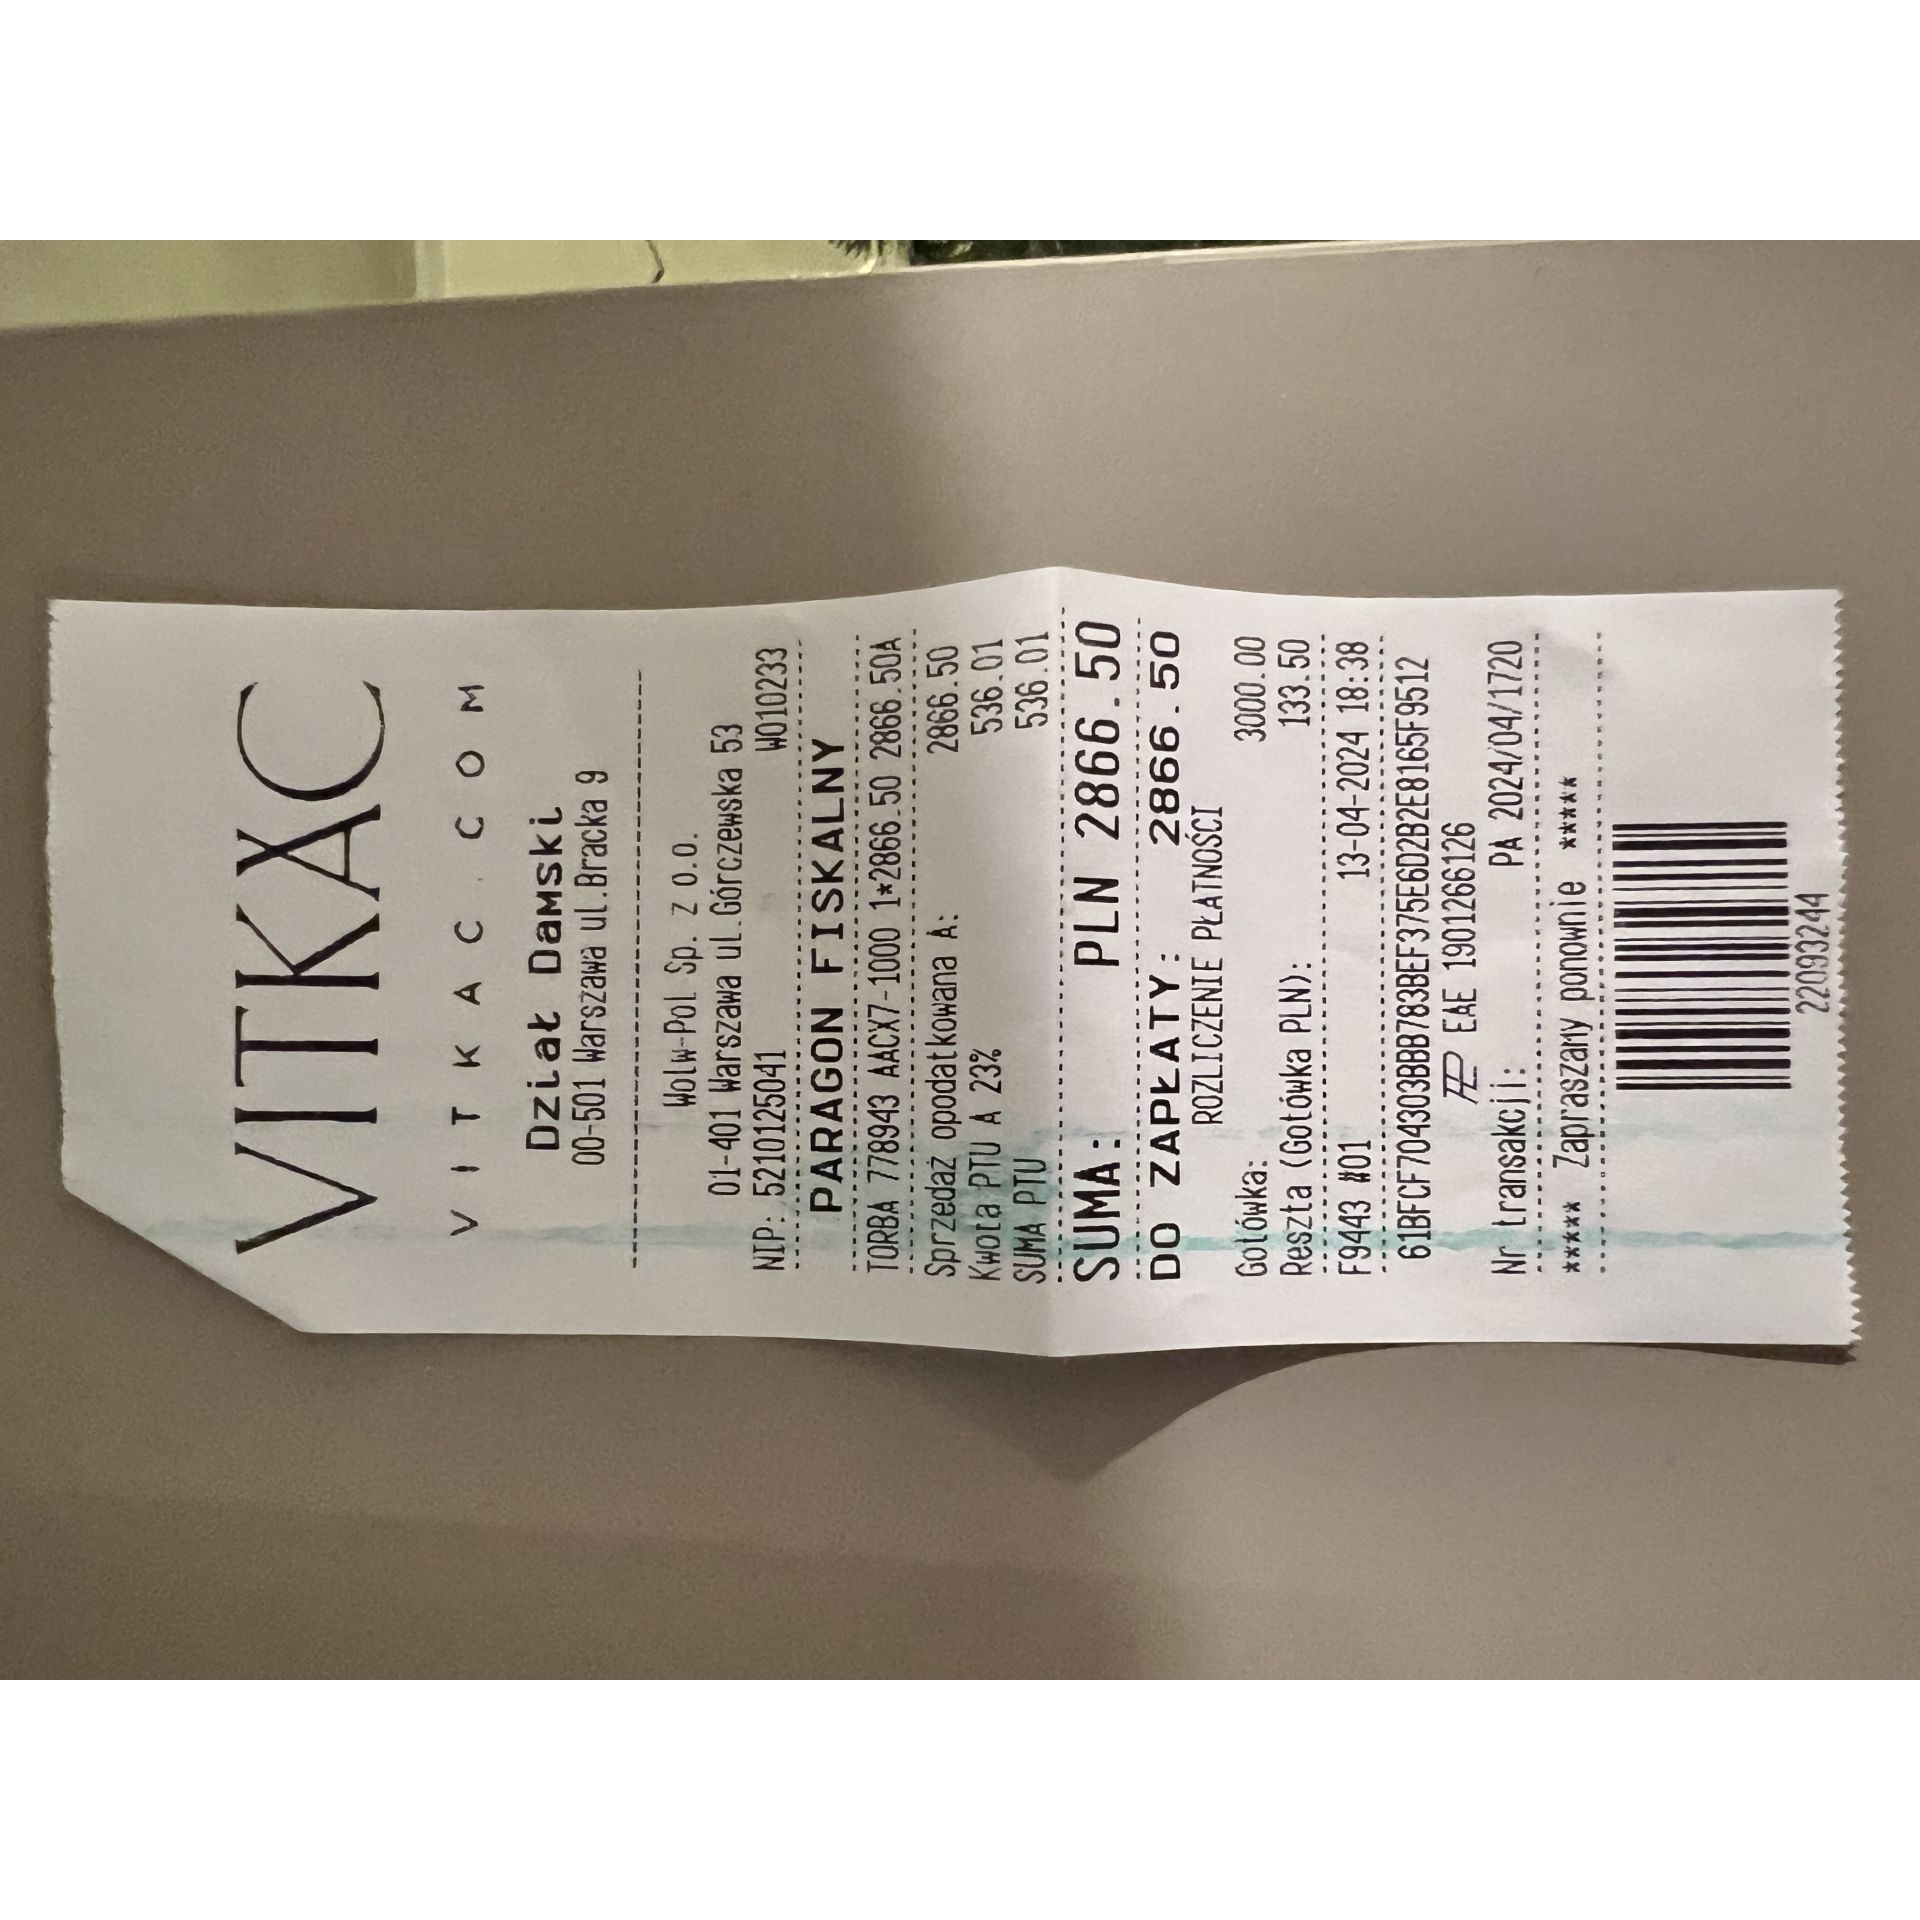 VITKAC
VITKAC.COM
Dział Damski
00-501 Warszawa ul.Bracka 9
Wolw-Pol Sp. z o.o.
01-401 Warszawa ul.Górczewska 53
NIP: 5210125041 W010233
PARAGON FISKALNY
TORBA 778943 AACX7-1000 1*2866.50 2866.50A
Sprzedaż opodatkowana A: 2866.50
Kwota PTU A 23% 536.01
SUMA PTU 536.01
SUMA: PLN 2866.50
DO ZAPŁATY: 2866.50
ROZLICZENIE PŁATNOŚCI
Gotówka: 3000.00
Reszta (Gotówka PLN): 133.50
F9443 #01 13-04-2024 18:38
61BFCF704303BBB783BEF375E6D2B2E8165F9512
EAE 1901266126
Nr transakcji: PA 2024/04/1720
***** Zapraszamy ponownie *****
22093244